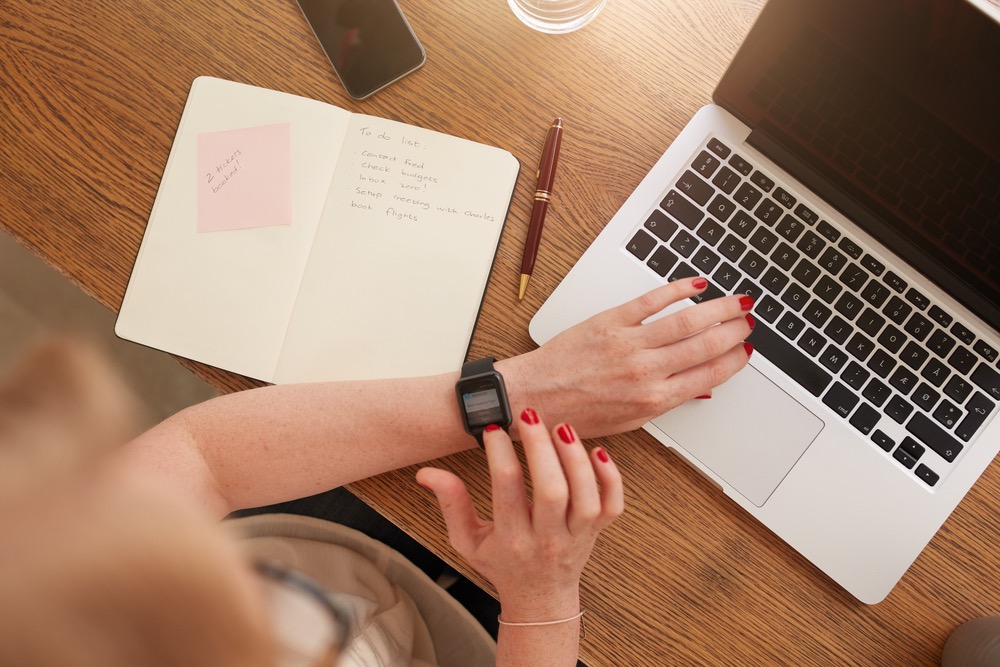 2 tickets
booked!
To do list:
Contact fred
Check budgets
Inbox zero!
Setup meeting with charles
book flights